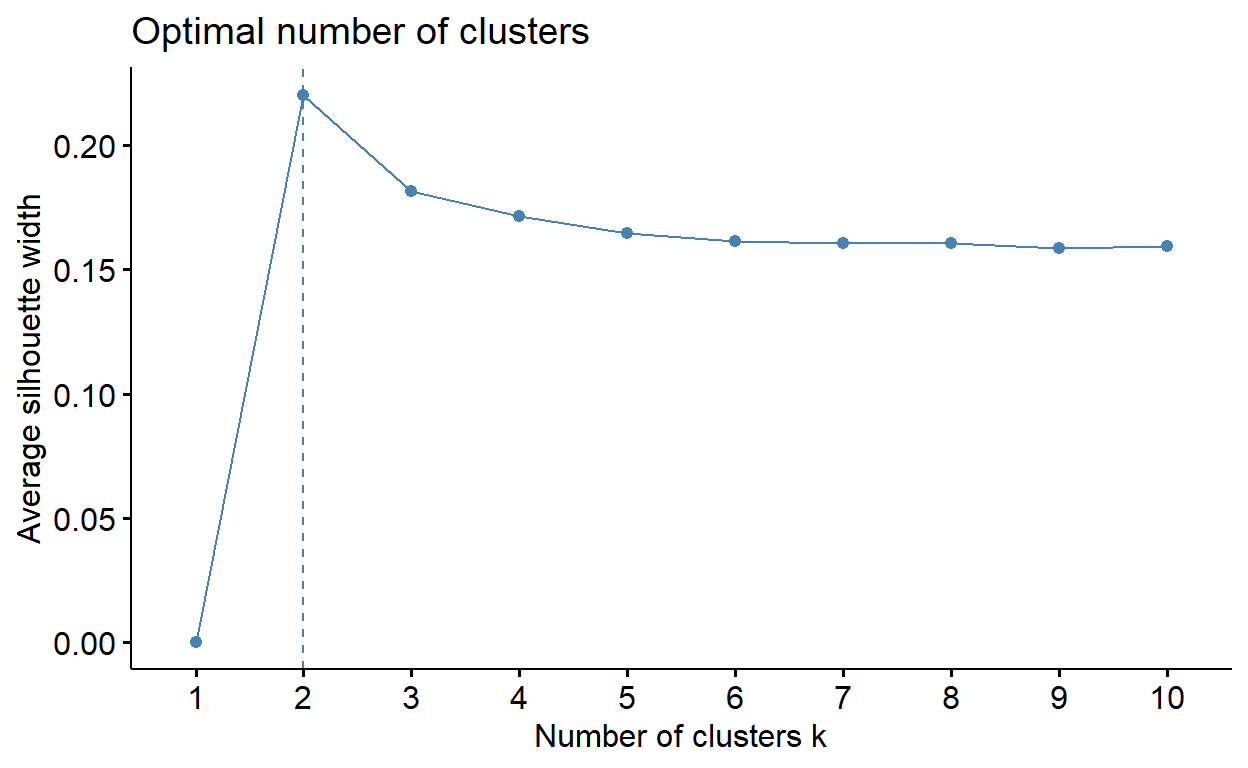 Optimal number of clusters
Average silhouette width
0.20
0.15
0.10
0.05
0.00
1 2 3 4 5 6 7 8 9 10
Number of clusters k